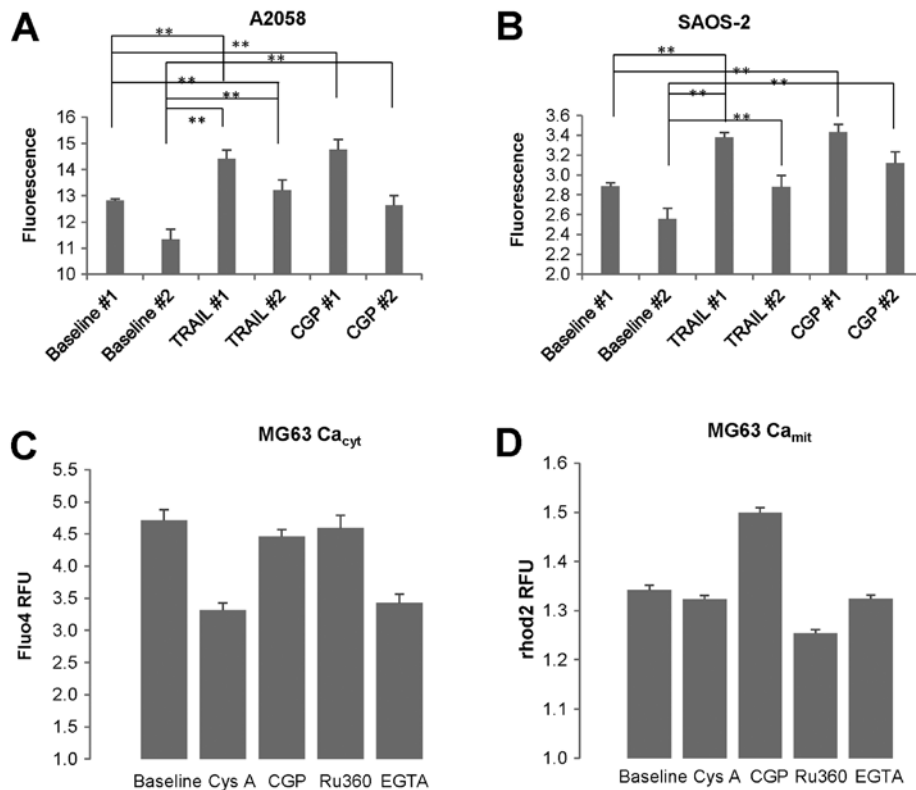 A
A2058
**
**
**
**
**
**
Fluorescence
16
15
14
13
12
11
10
Baseline #1
Baseline #2
TRAIL #1
TRAIL #2
CGP #1
CGP #2
B
SAOS-2
**
**
**
**
**
Fluorescence
3.6
3.4
3.2
3.0
2.8
2.6
2.4
2.2
2.0
Baseline #1
Baseline #2
TRAIL #1
TRAIL #2
CGP #1
CGP #2
C
MG63 Cacyt
Fluo4 RFU
5.5
5.0
4.5
4.0
3.5
3.0
2.5
2.0
1.5
1.0
Baseline Cys A CGP Ru360 EGTA
D
MG63 Camit
rhod2 RFU
1.6
1.5
1.4
1.3
1.2
1.1
1.0
Baseline Cys A CGP Ru360 EGTA